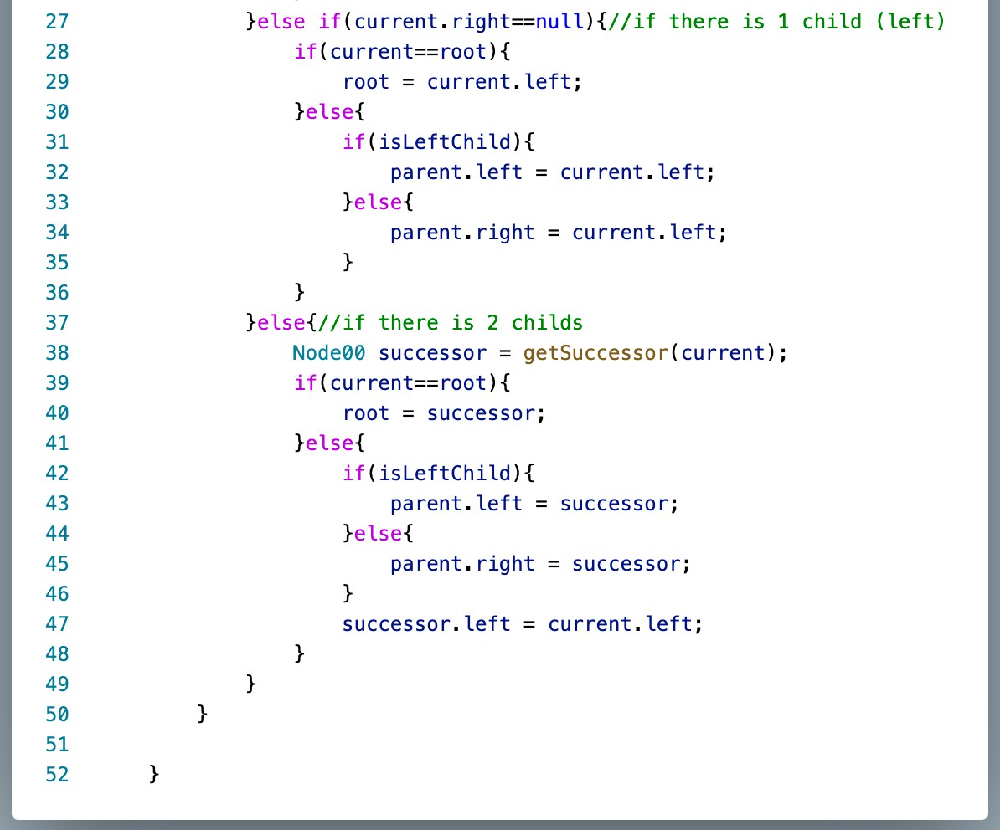 27 }else if(current.right==null){//if there is 1 child (left)
28 if(current==root){
29 root = current.left;
30 }else{
31 if(isLeftChild){
32 parent.left = current.left;
33 }else{
34 parent.right = current.left;
35 }
36 }
37 }else{//if there is 2 childs
38 Node00 successor = getSuccessor(current);
39 if(current==root){
40 root = successor;
41 }else{
42 if(isLeftChild){
43 parent.left = successor;
44 }else{
45 parent.right = successor;
46 }
47 successor.left = current.left;
48 }
49 }
50 }
51
52 }